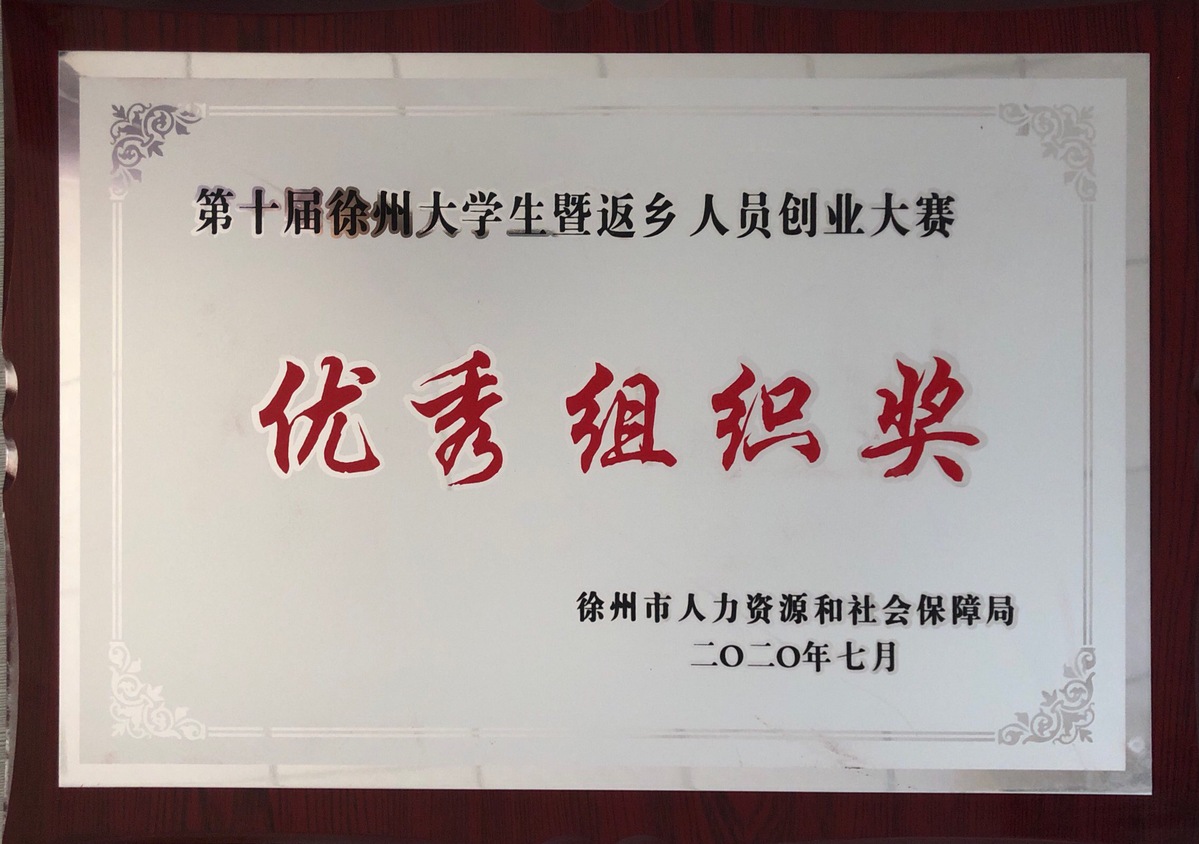 第十届徐州大学生暨返乡人员创业大赛
优秀组织奖
徐州市人力资源和社会保障局
二〇二〇年七月